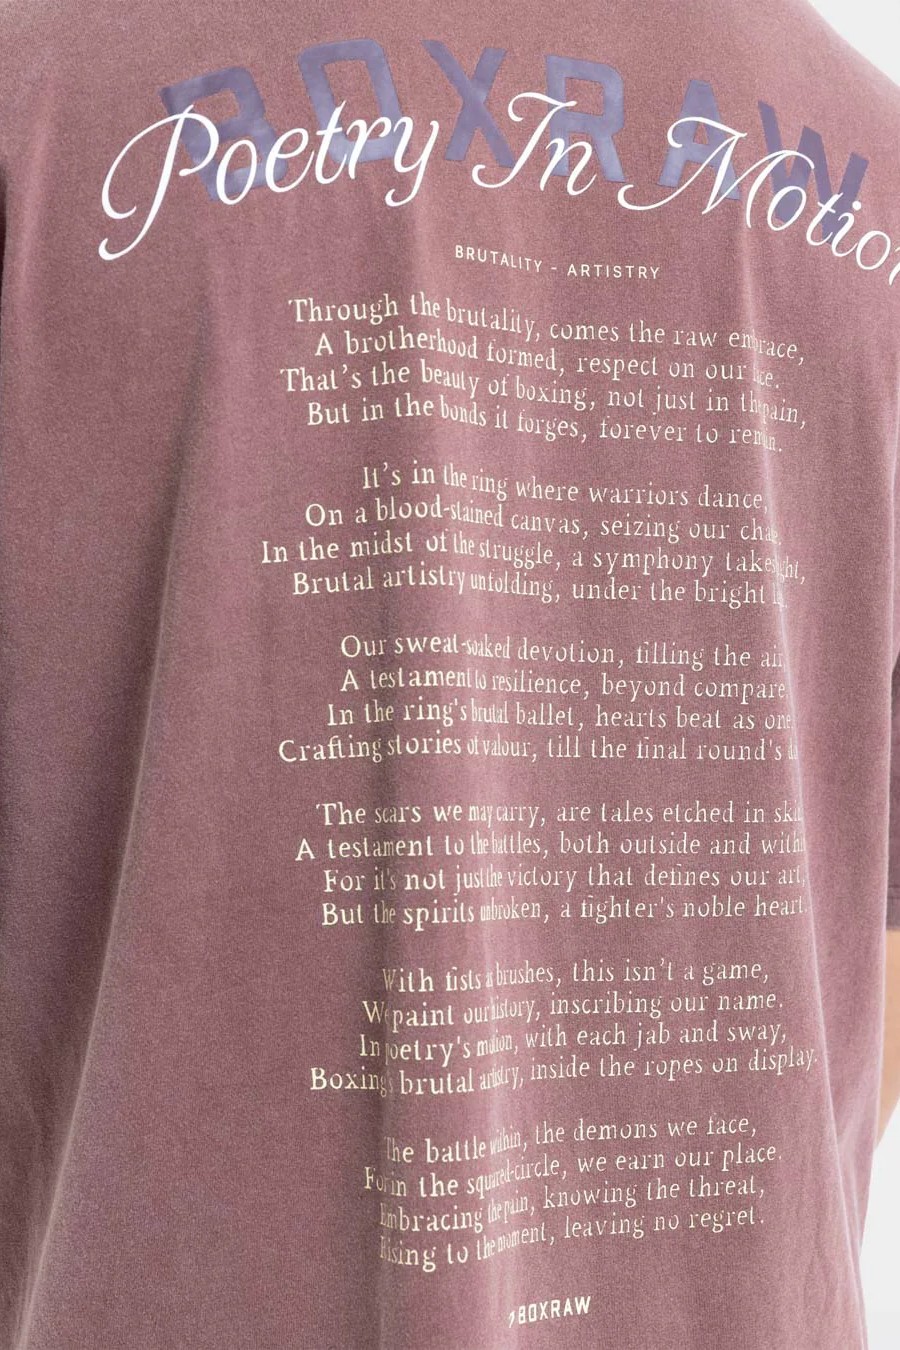 BOXRAW
Poetry In Motion
BRUTALITY - ARTISTRY
Through the brutality, comes the raw embrace,
A brotherhood formed, respect on our face.
That's the beauty of boxing, not just in the pain,
But in the bonds it forges, forever to remain.
It's in the ring where warriors dance,
On a blood-stained canvas, seizing our
In the midst of the struggle, a symphony takes
Brutal artistry unfolding, under the bright
Our sweat-soaked devotion, filling the air,
A testament to resilience, beyond compare.
In the ring's brutal ballet, hearts beat as one,
Crafting stories of valour, till the final round's
The scars we may carry, are tales etched in skin,
A testament to the battles, both outside and within.
For it's not just the victory that defines our art,
But the spirits unbroken, a fighter's noble heart.
With fists as brushes, this isn't a game,
We paint our history, inscribing our name.
In poetry's motion, with each jab and sway,
Boxing's brutal artistry, inside the ropes on display.
The battle within, the demons we face,
For in the squared-circle, we earn our place.
Embracing the pain, knowing the threat,
Rising to the moment, leaving no regret.
BOXRAW